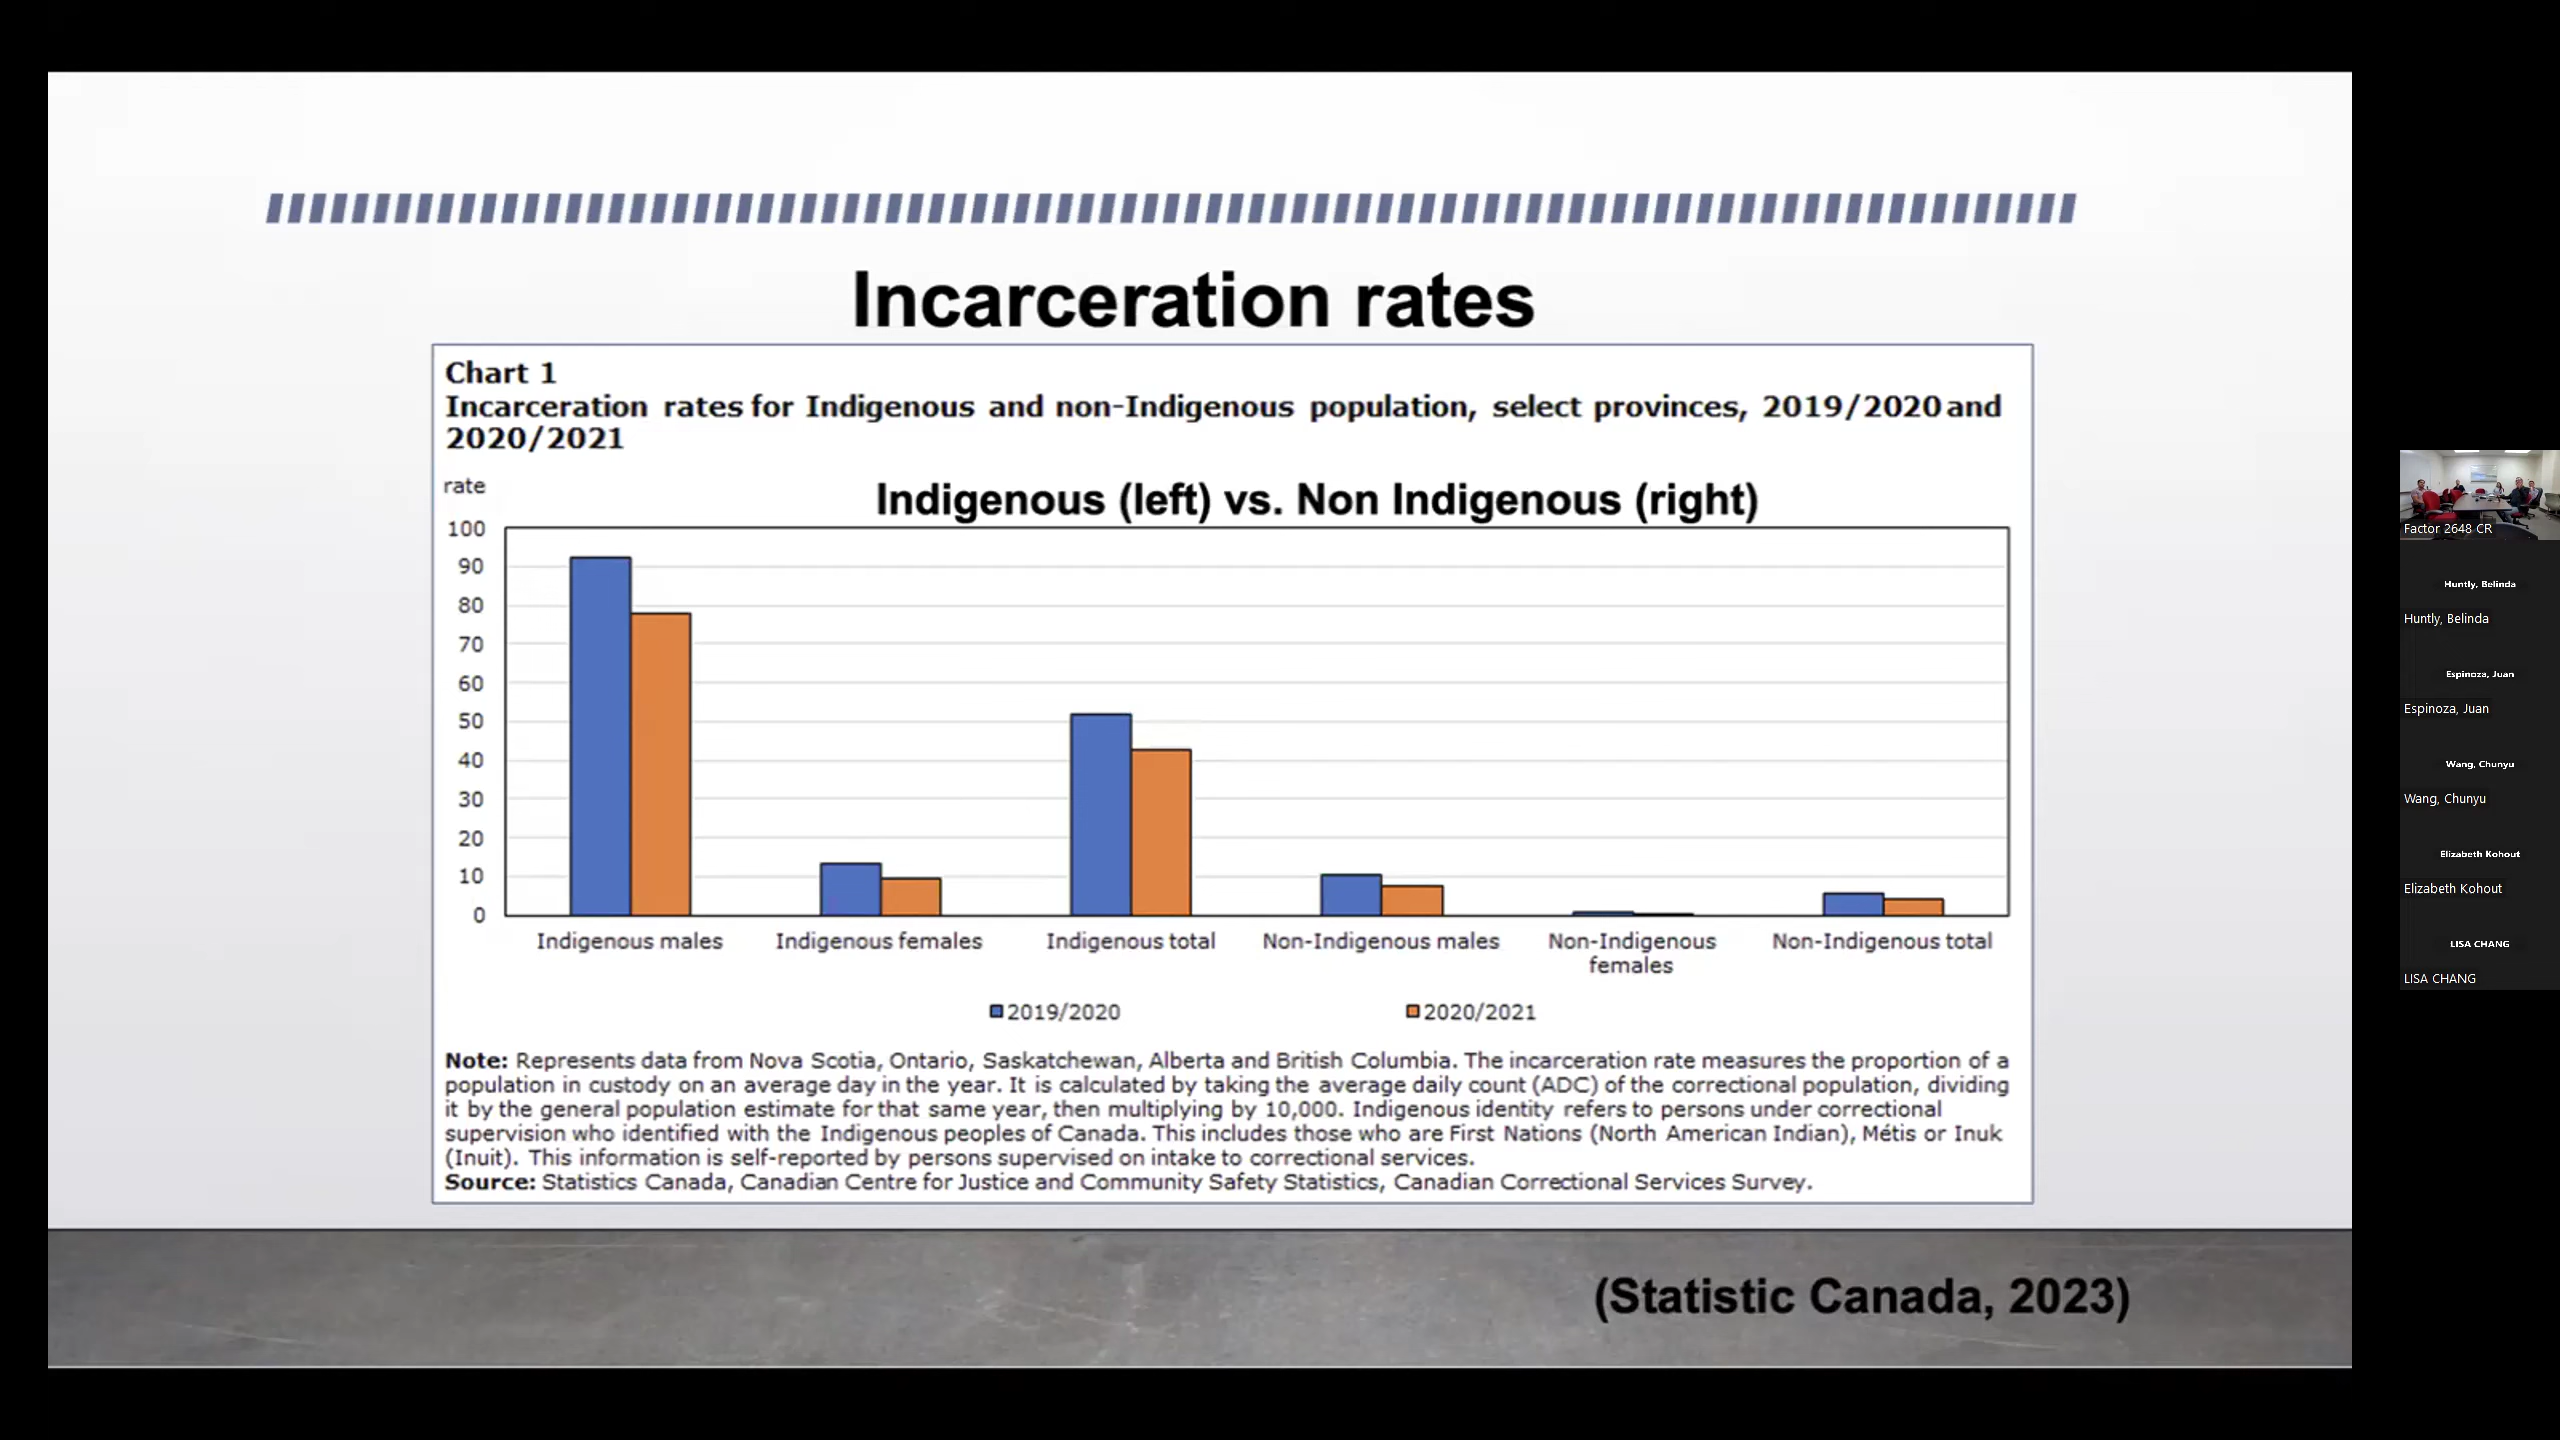 Incarceration rates
Chart 1
Incarceration rates for Indigenous and non-Indigenous population, select provinces, 2019/2020 and
2020/2021
rate
Indigenous (left) vs. Non Indigenous (right)
100
90
80
70
60
50
40
30
20
10
0
Indigenous males
Indigenous females
Indigenous total
Non-Indigenous males
Non-Indigenous
females
Non-Indigenous total
2019/2020
2020/2021
Note: Represents data from Nova Scotia, Ontario, Saskatchewan, Alberta and British Columbia. The incarceration rate measures the proportion of a
population in custody on an average day in the year. It is calculated by taking the average daily count (ADC) of the correctional population, dividing
it by the general population estimate for that same year, then multiplying by 10,000. Indigenous identity refers to persons under correctional
supervision who identified with the Indigenous peoples of Canada. This includes those who are First Nations (North American Indian), Métis or Inuk
(Inuit). This information is self-reported by persons supervised on intake to correctional services.
Source: Statistics Canada, Canadian Centre for Justice and Community Safety Statistics, Canadian Correctional Services Survey.
(Statistic Canada, 2023)
Factor 2648 CR
Huntly, Belinda
Huntly, Belinda
Espinoza, Juan
Espinoza, Juan
Wang, Chunyu
Wang, Chunyu
Elizabeth Kohout
Elizabeth Kohout
LISA CHANG
LISA CHANG